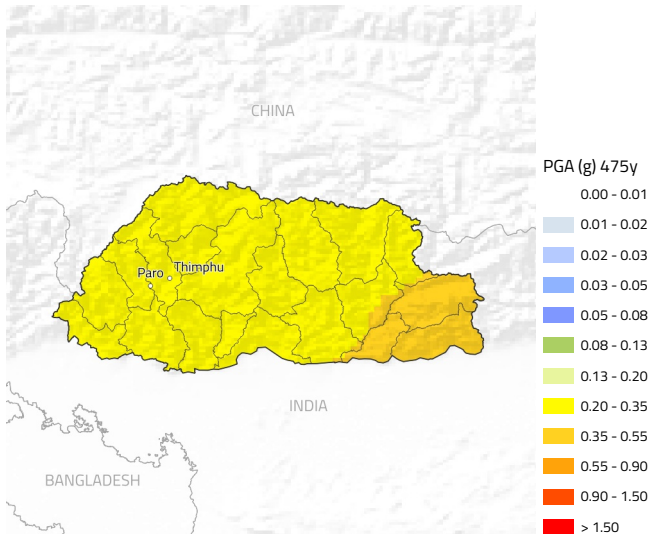 CHINA
PGA (g) 475y
0.00 - 0.01
0.01 - 0.02
0.02 - 0.03
0.03 - 0.05
0.05 - 0.08
0.08 - 0.13
0.13 - 0.20
0.20 - 0.35
0.35 - 0.55
0.55 - 0.90
0.90 - 1.50
> 1.50
Thimphu
Paro
INDIA
BANGLADESH